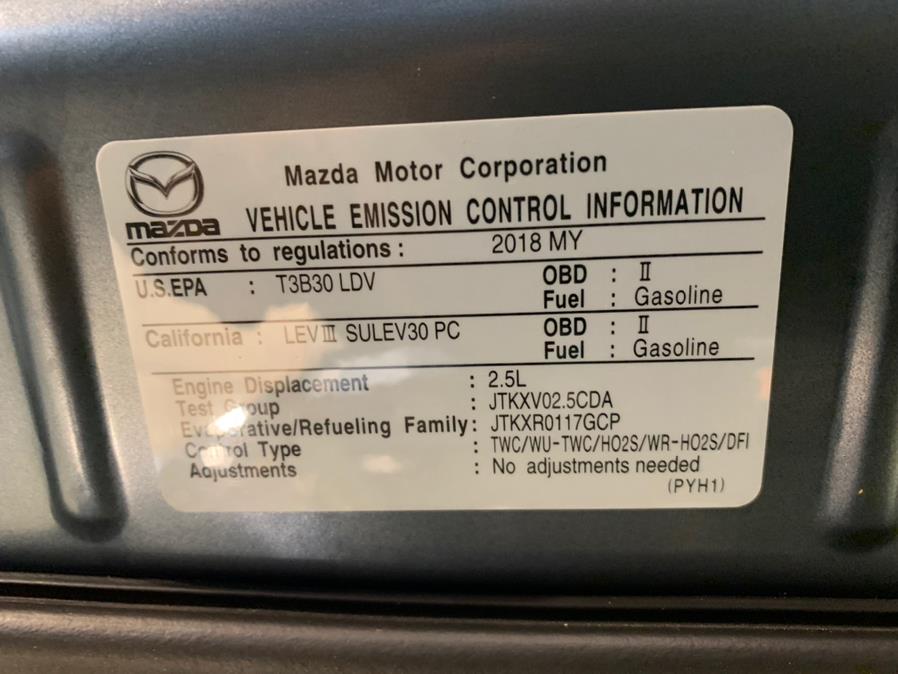 Mazda Motor Corporation
mazda VEHICLE EMISSION CONTROL INFORMATION
Conforms to regulations : 2018 MY
U.S.EPA : T3B30 LDV OBD : II
Fuel : Gasoline
California : LEVIII SULEV30 PC OBD : II
Fuel : Gasoline
Engine Displacement : 2.5L
Test Group : JTKXV02.5CDA
Evaporative/Refueling Family: JTKXR0117GCP
Control Type : TWC/WU-TWC/HO2S/WR-HO2S/DFI
Adjustments : No adjustments needed
(PYH1)